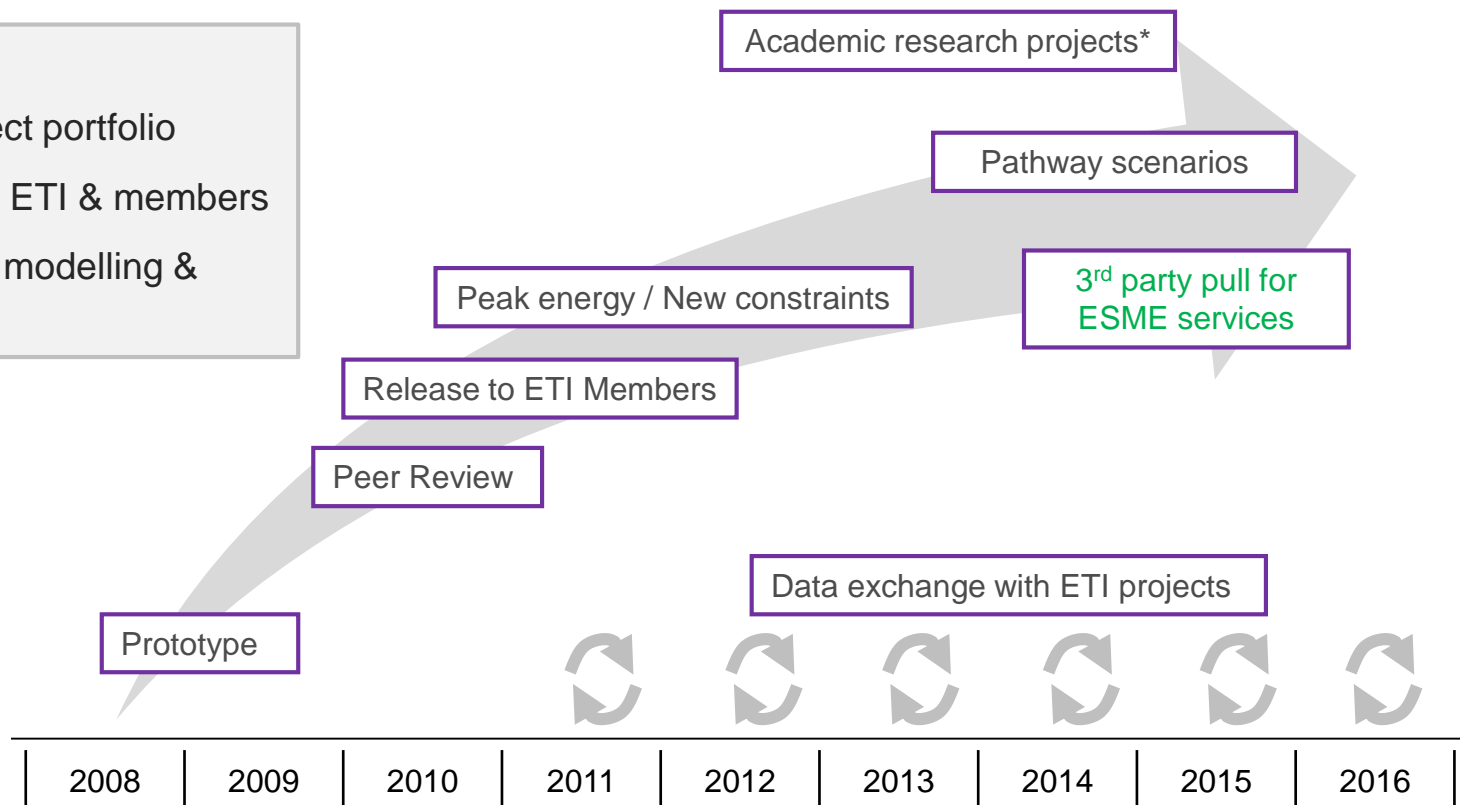 ct portfolio
ETI & members
modelling &
Academic research projects*
Pathway scenarios
Peak energy / New constraints
3rd party pull for
ESME services
Release to ETI Members
Peer Review
Data exchange with ETI projects
Prototype
2008 2009 2010 2011 2012 2013 2014 2015 2016